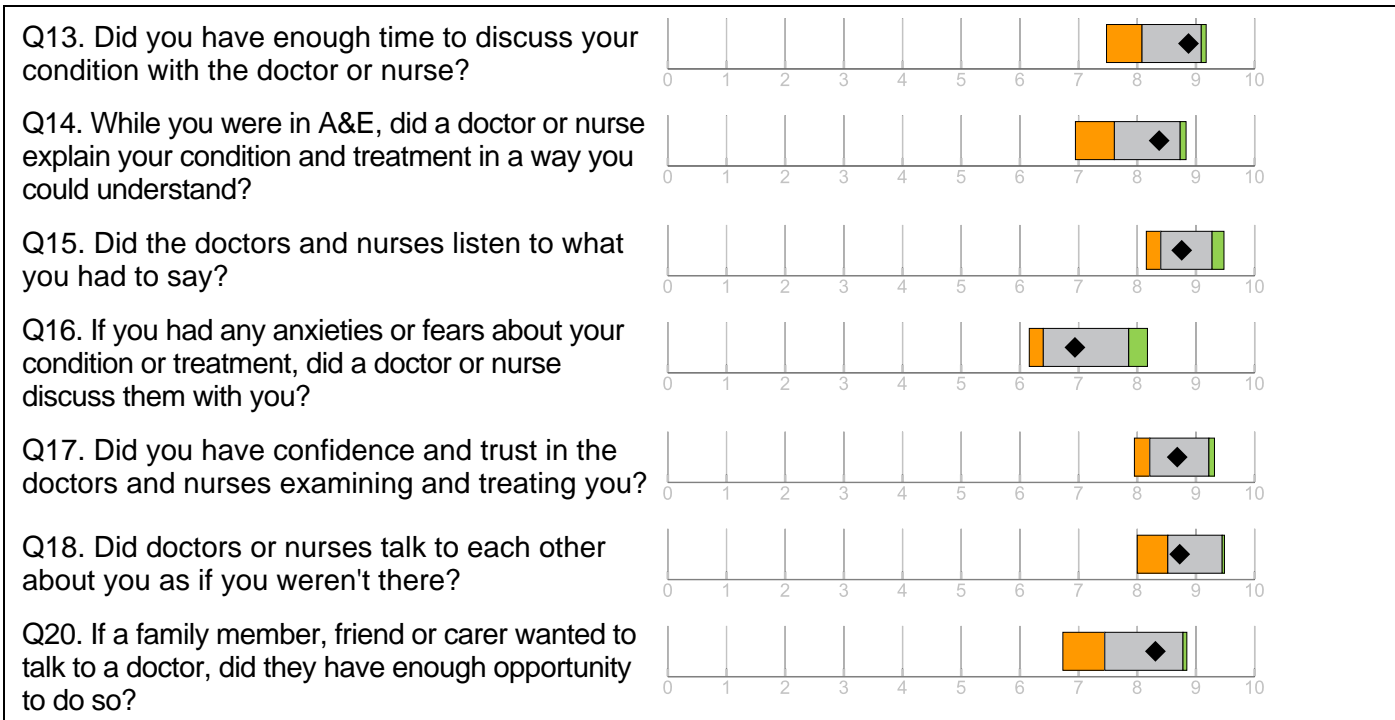 Q13. Did you have enough time to discuss your
condition with the doctor or nurse?
0 1 2 3 4 5 6 7 8 9 10
Q14. While you were in A&E, did a doctor or nurse
explain your condition and treatment in a way you
could understand?
0 1 2 3 4 5 6 7 8 9 10
Q15. Did the doctors and nurses listen to what
you had to say?
0 1 2 3 4 5 6 7 8 9 10
Q16. If you had any anxieties or fears about your
condition or treatment, did a doctor or nurse
discuss them with you?
0 1 2 3 4 5 6 7 8 9 10
Q17. Did you have confidence and trust in the
doctors and nurses examining and treating you?
0 1 2 3 4 5 6 7 8 9 10
Q18. Did doctors or nurses talk to each other
about you as if you weren't there?
0 1 2 3 4 5 6 7 8 9 10
Q20. If a family member, friend or carer wanted to
talk to a doctor, did they have enough opportunity
to do so?
0 1 2 3 4 5 6 7 8 9 10